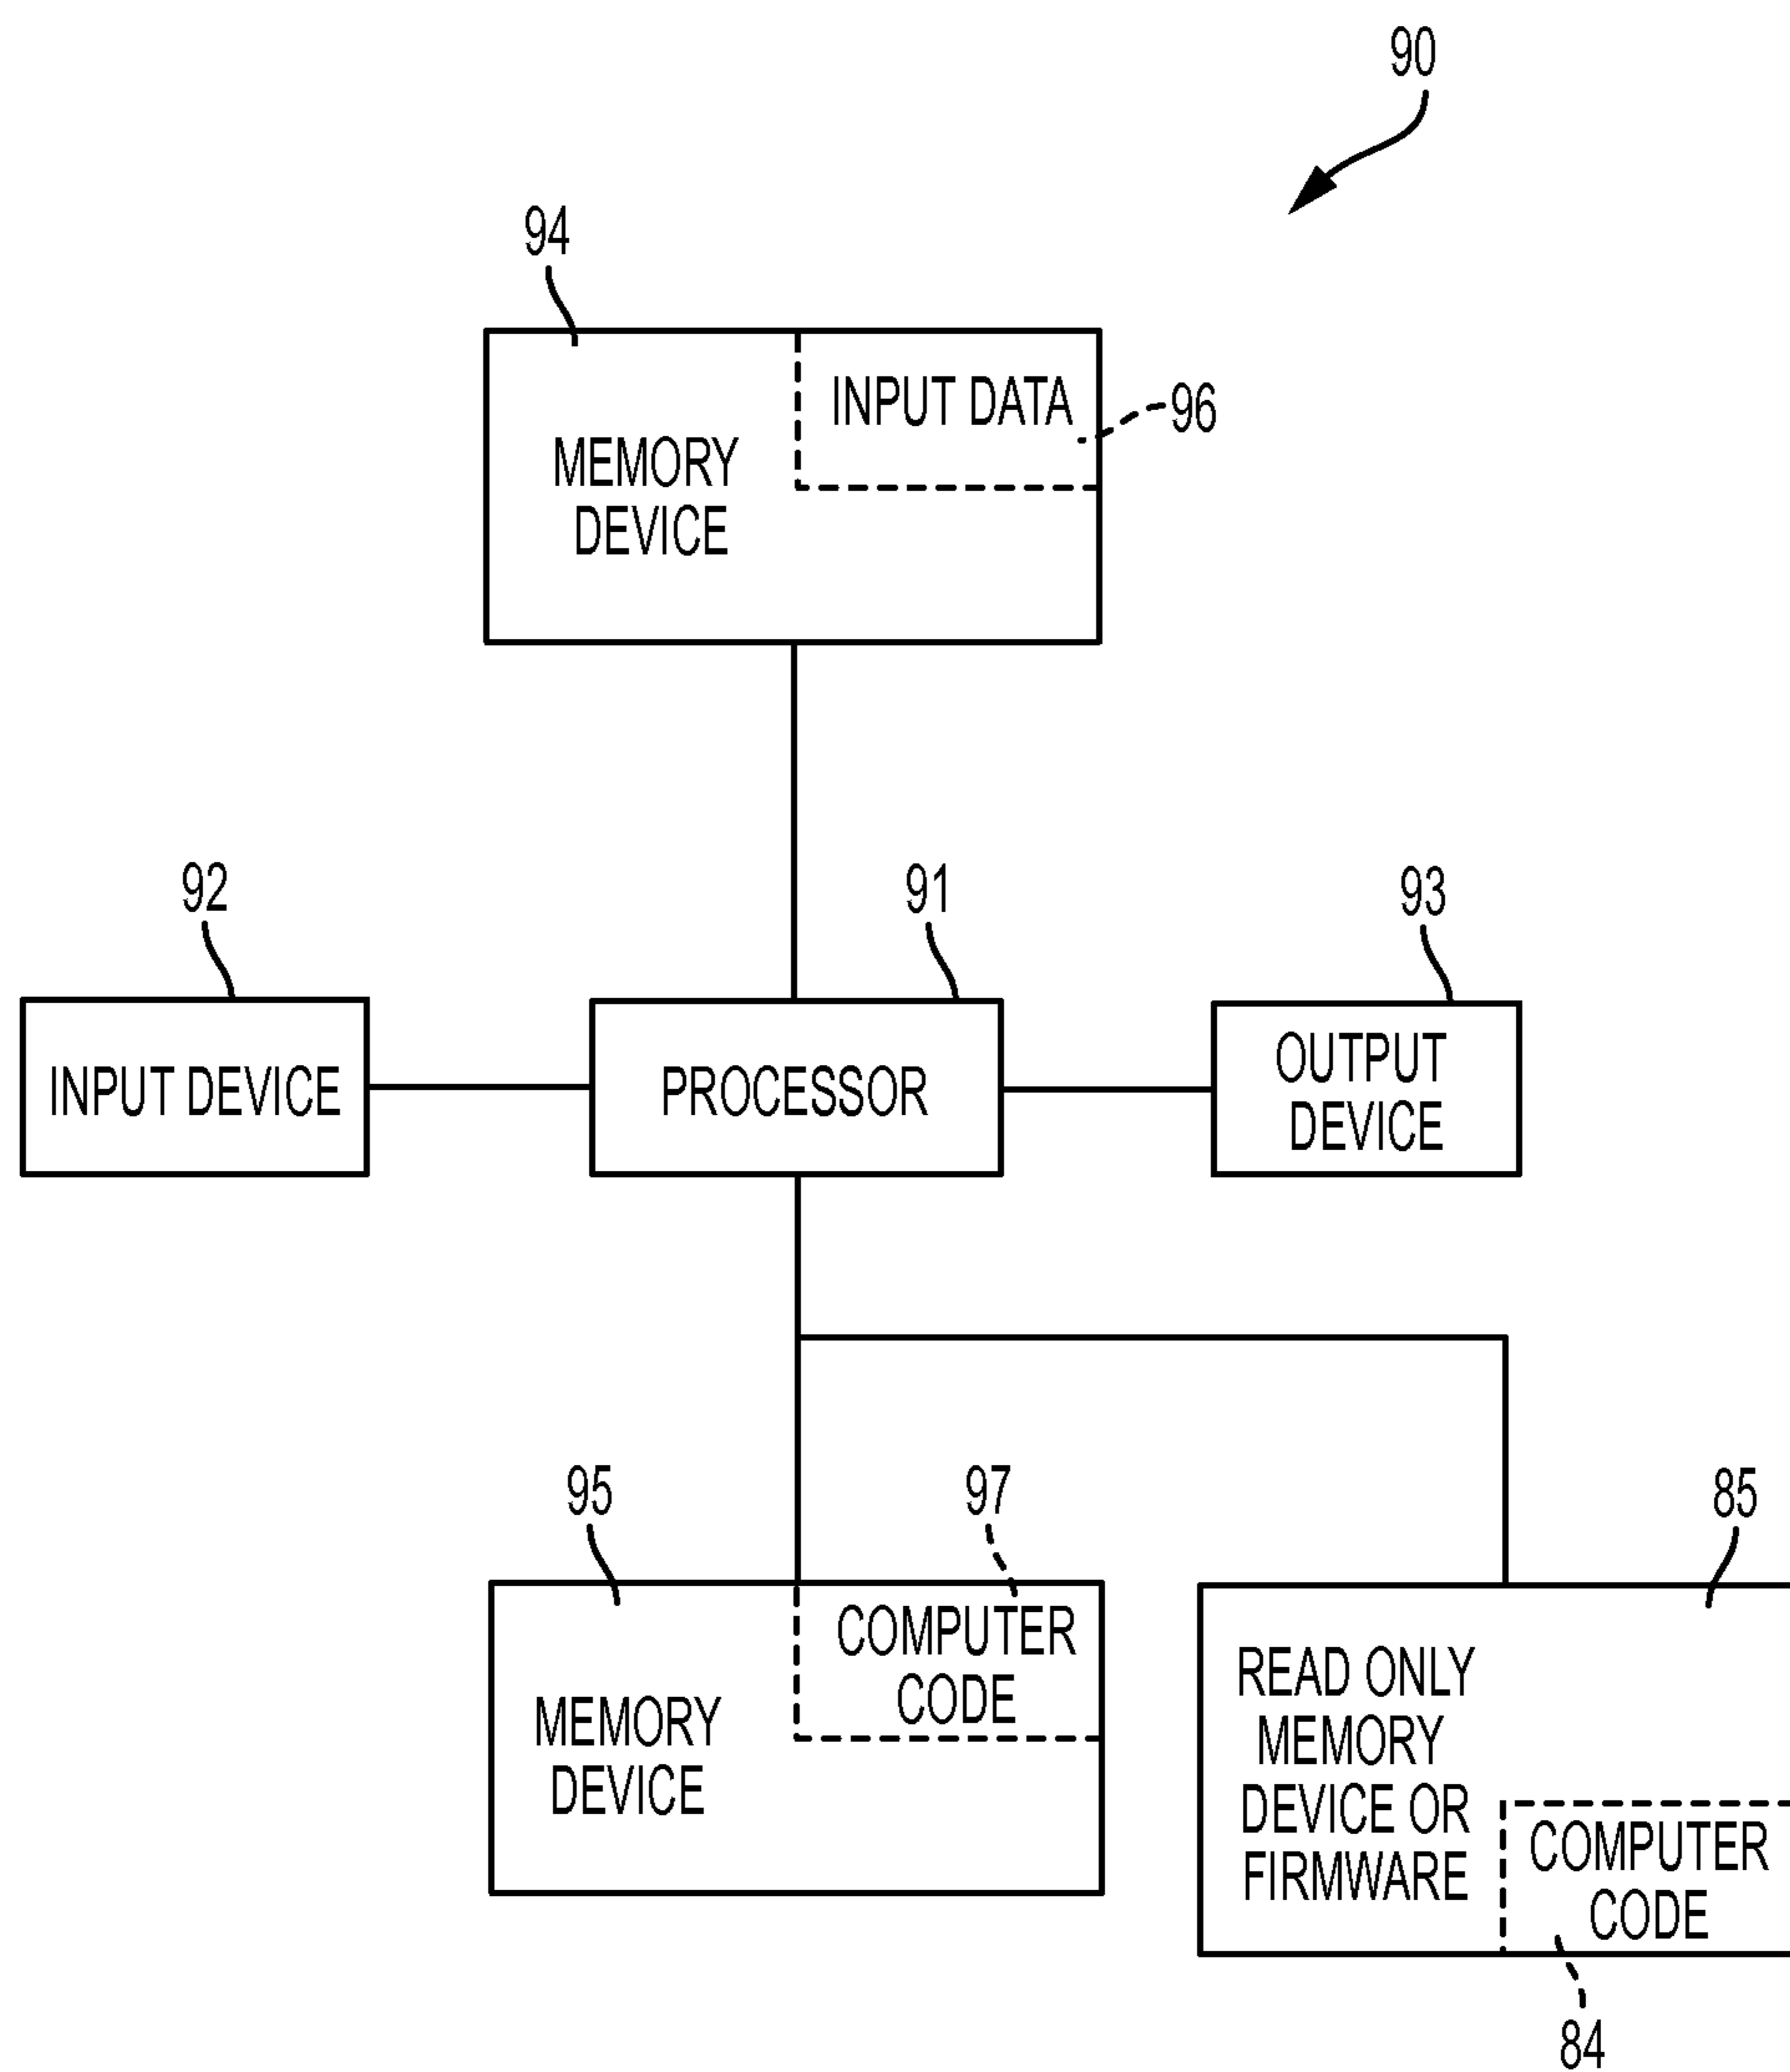 90
94
INPUT DATA
96
MEMORY
DEVICE
92
91
93
INPUT DEVICE
PROCESSOR
OUTPUT
DEVICE
95
97
85
COMPUTER
CODE
MEMORY
DEVICE
READ ONLY
MEMORY
DEVICE OR
FIRMWARE
COMPUTER
CODE
84